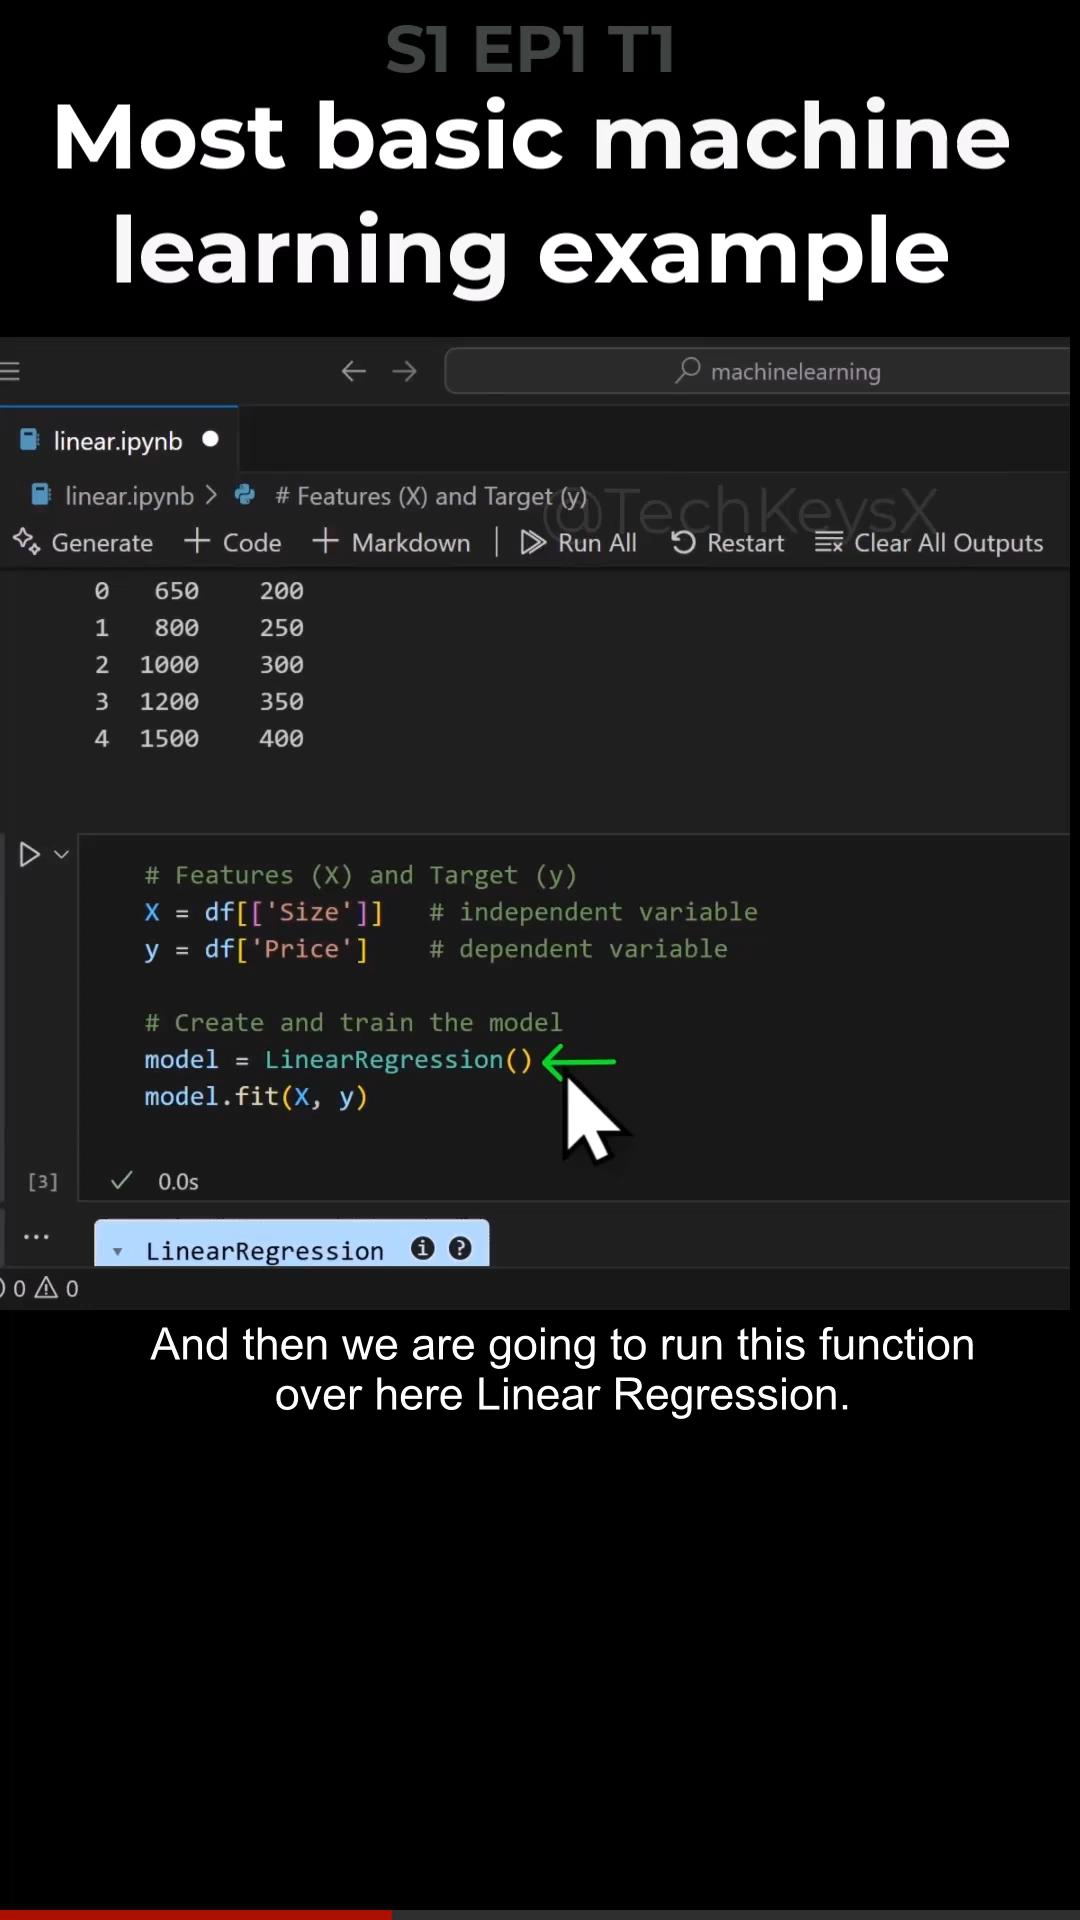 S1 EP1 T1
Most basic machine
learning example
machinelearning
linear.ipynb
linear.ipynb > # Features (X) and Target (y)
@TechKeysX
Generate + Code + Markdown | Run All Restart Clear All Outputs
0 650 200
1 800 250
2 1000 300
3 1200 350
4 1500 400
# Features (X) and Target (y)
X = df[['Size']] # independent variable
y = df['Price'] # dependent variable
# Create and train the model
model = LinearRegression()
model.fit(X, y)
[3] ✓ 0.0s
... LinearRegression i ?
0 0
And then we are going to run this function
over here Linear Regression.